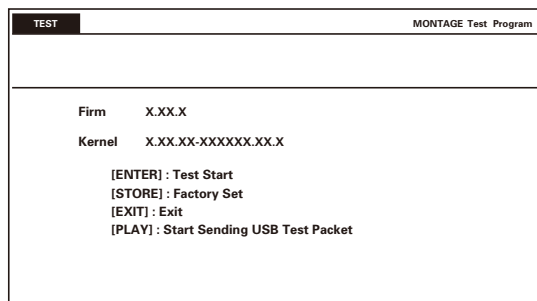 TEST MONTAGE Test Program
Firm X.XX.X
Kernel X.XX.XX-XXXXXX.XX.X
[ENTER] : Test Start
[STORE] : Factory Set
[EXIT] : Exit
[PLAY] : Start Sending USB Test Packet